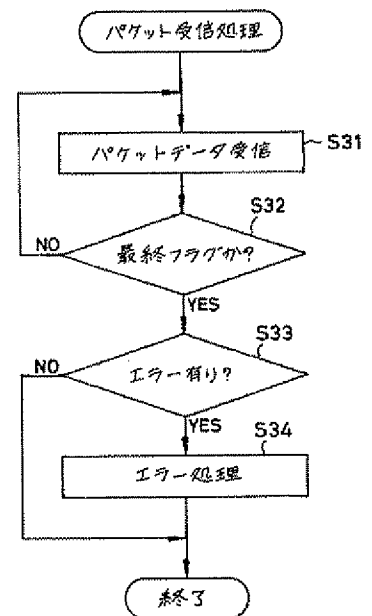 パケット受信処理
パケットデータ受信
S31
S32
最終フラグか?
NO
YES
S33
エラー有り?
NO
YES
S34
エラー処理
終了